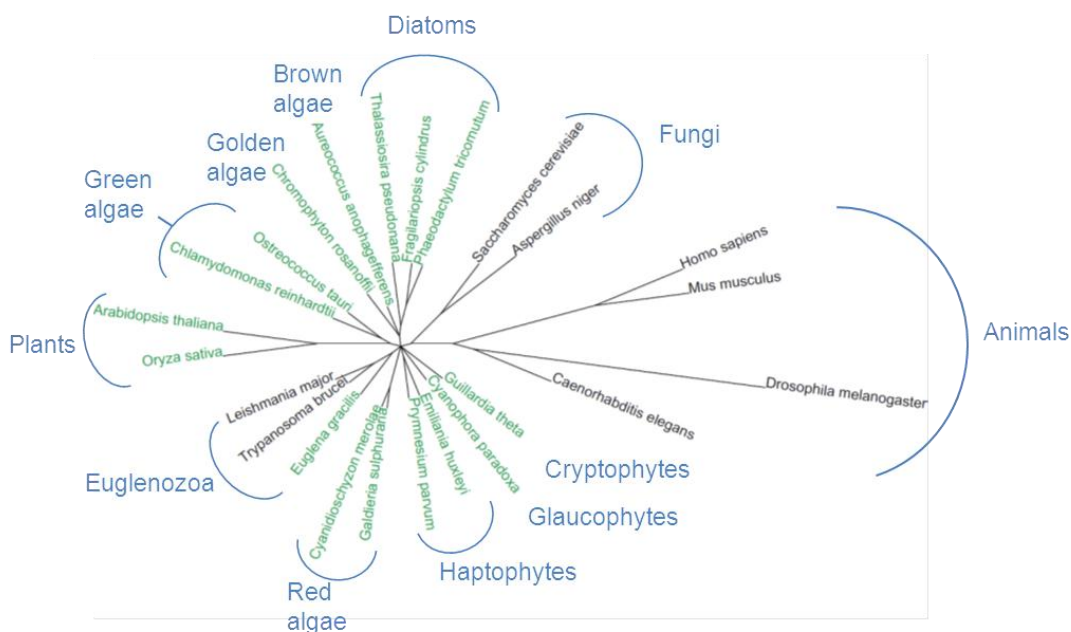 Diatoms
Brown
algae
Golden
algae
Green
algae
Plants
Fungi
Animals
Euglenozoa
Red
algae
Haptophytes
Glaucophytes
Cryptophytes
Arabidopsis thaliana
Oryza sativa
Chlamydomonas reinhardtii
Ostreococcus tauri
Chromophyton rosanoffii
Aureococcus anophagefferens
Thalassiosira pseudonana
Fragilariopsis cylindrus
Phaeodactylum tricornutum
Saccharomyces cerevisiae
Aspergillus niger
Homo sapiens
Mus musculus
Drosophila melanogaster
Caenorhabditis elegans
Guillardia theta
Cyanophora paradoxa
Emiliania huxleyi
Prymnesium parvum
Galdieria sulphuraria
Cyanidioschyzon merolae
Euglena gracilis
Trypanosoma brucei
Leishmania major